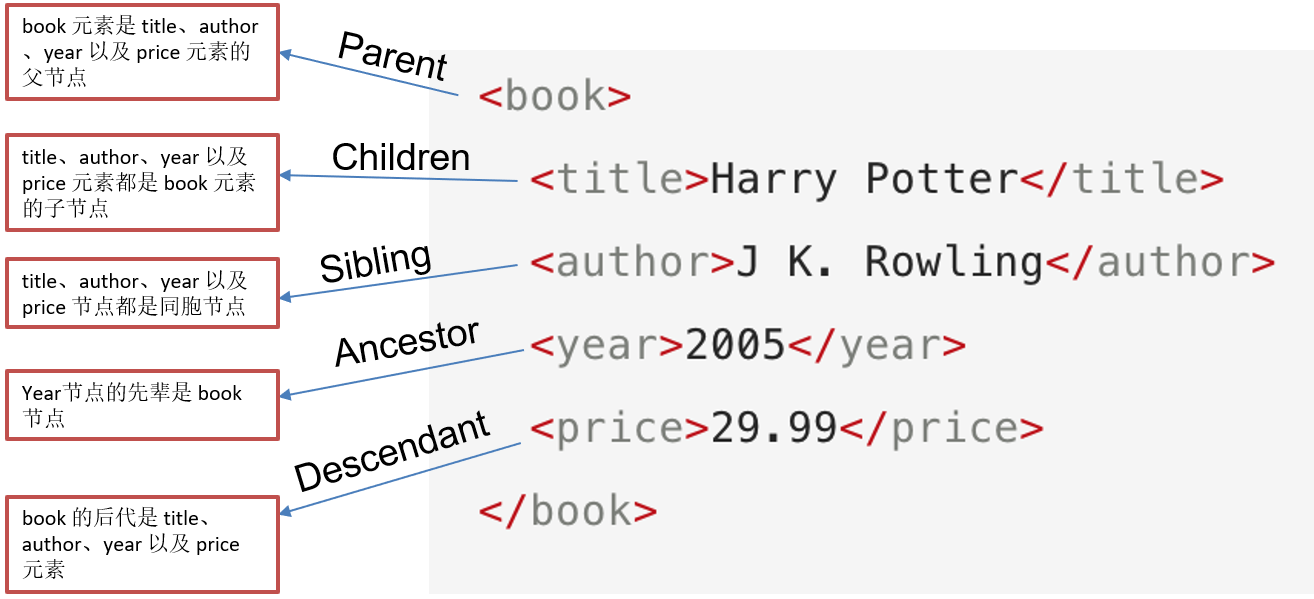 book 元素是 title、author
、year 以及 price 元素的
父节点
Parent
<book>
title、author、year 以及
price 元素都是 book 元素
的子节点
Children
<title>Harry Potter</title>
title、author、year 以及
price 节点都是同胞节点
Sibling
<author>J K. Rowling</author>
Year节点的先辈是 book
节点
Ancestor
<year>2005</year>
book 的后代是 title、
author、year 以及 price
元素
Descendant
<price>29.99</price>
</book>